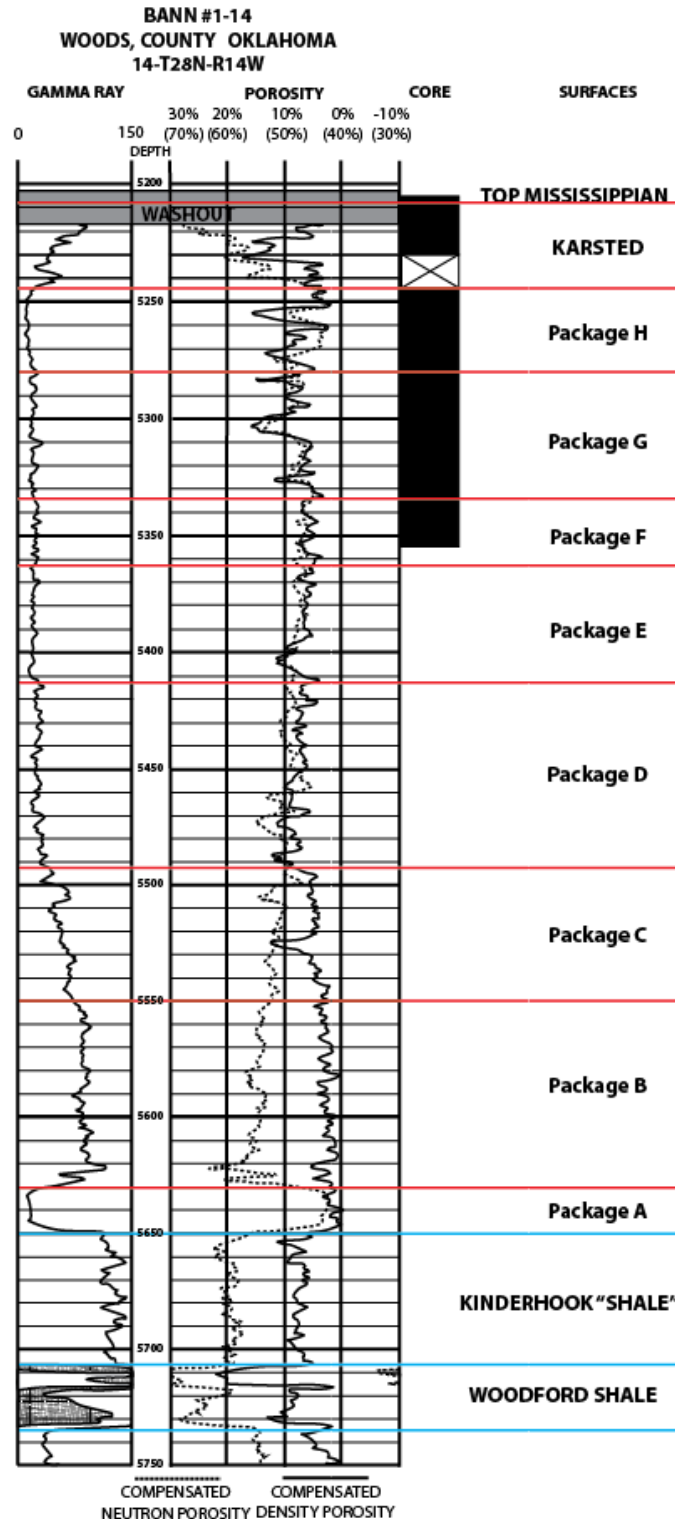 BANN #1-14
WOODS, COUNTY OKLAHOMA
14-T28N-R14W
GAMMA RAY POROSITY CORE SURFACES
30% 20% 10% 0% -10%
0 150 (70%) (60%) (50%) (40%) (30%)
DEPTH
5200
TOP MISSISSIPPIAN
WASHOUT
KARSTED
5250
Package H
5300
Package G
5350
Package F
Package E
5400
Package D
5450
5500
Package C
5550
Package B
5600
Package A
5650
KINDERHOOK "SHALE"
5700
WOODFORD SHALE
5750
COMPENSATED COMPENSATED
NEUTRON POROSITY DENSITY POROSITY